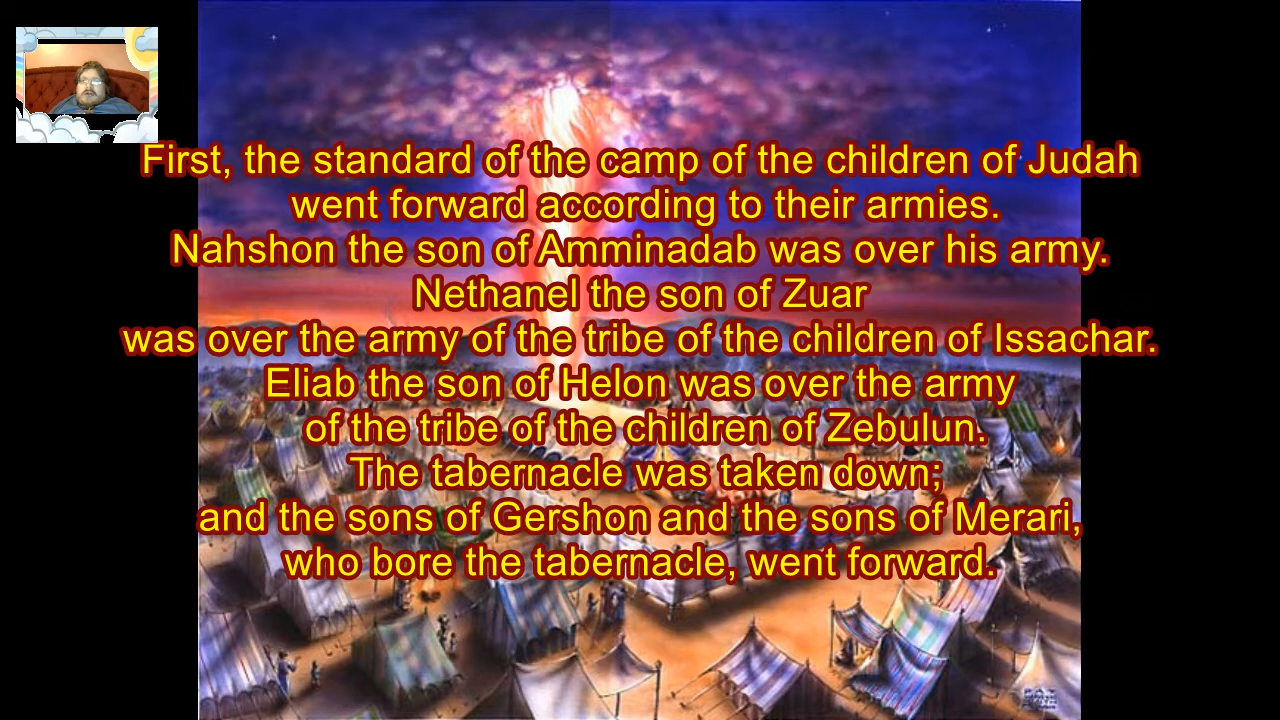 First, the standard of the camp of the children of Judah
went forward according to their armies.
Nahshon the son of Amminadab was over his army.
Nethanel the son of Zuar
was over the army of the tribe of the children of Issachar.
Eliab the son of Helon was over the army
of the tribe of the children of Zebulun.
The tabernacle was taken down;
and the sons of Gershon and the sons of Merari,
who bore the tabernacle, went forward.